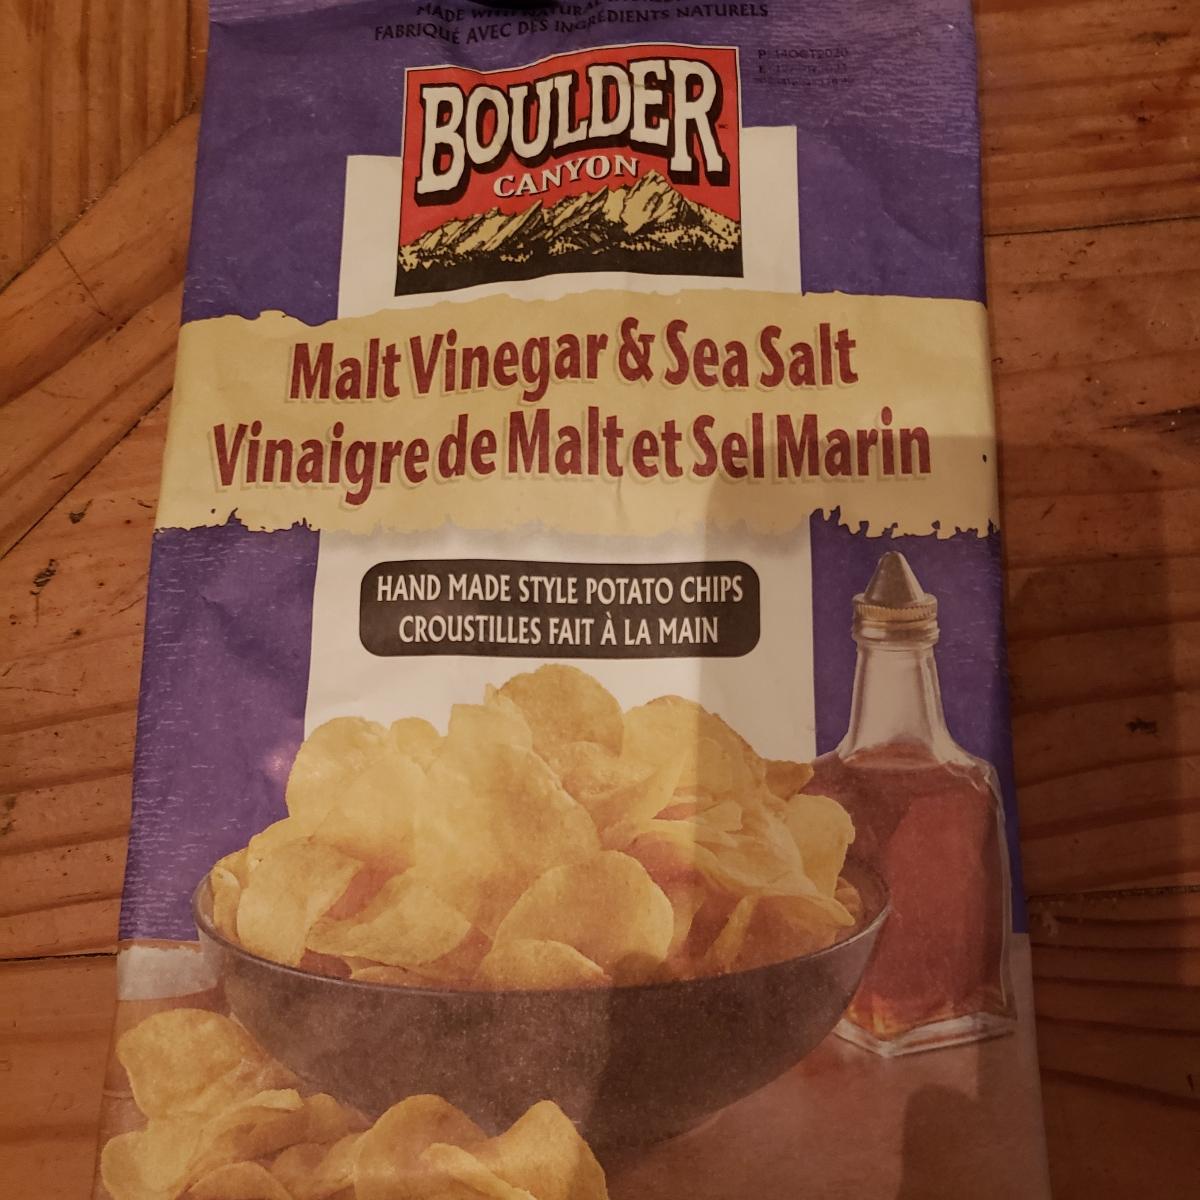 MADE WITH NATURAL
FABRIQUÉ AVEC DES INGRÉDIENTS NATURELS
P 14OCT2020
E
BOULDER
CANYON
Malt Vinegar & Sea Salt
Vinaigre de Malt et Sel Marin
HAND MADE STYLE POTATO CHIPS
CROUSTILLES FAIT À LA MAIN